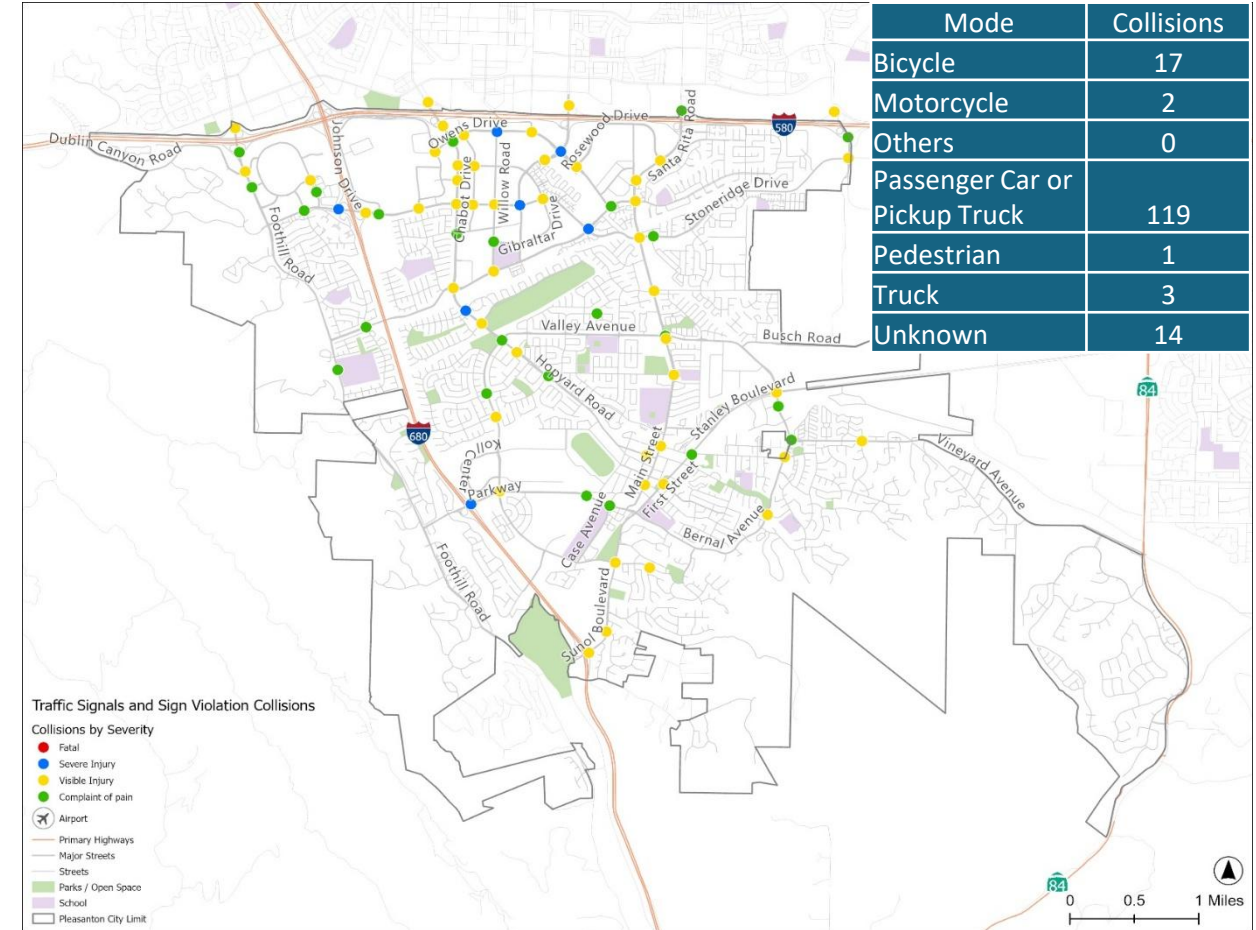 Mode Collisions
Bicycle 17
Motorcycle 2
Others 0
Passenger Car or
Pickup Truck 119
Pedestrian 1
Truck 3
Unknown 14
Dublin Canyon Road
Johnson Drive
Owens Drive
Rosewood Drive
Santa Rita Road
580
Chabot Drive
Willow Road
Gibraltar Drive
Stoneridge Drive
Foothill Road
Valley Avenue
Busch Road
Hopyard Road
Stanley Boulevard
84
680
Koll Center
Parkway
Main Street
First Street
Vineyard Avenue
Case Avenue
Bernal Avenue
Foothill Road
Sunol Boulevard
Traffic Signals and Sign Violation Collisions
Collisions by Severity
Fatal
Severe Injury
Visible Injury
Complaint of pain
Airport
Primary Highways
Major Streets
Streets
Parks / Open Space
School
Pleasanton City Limit
84
0 0.5 1 Miles